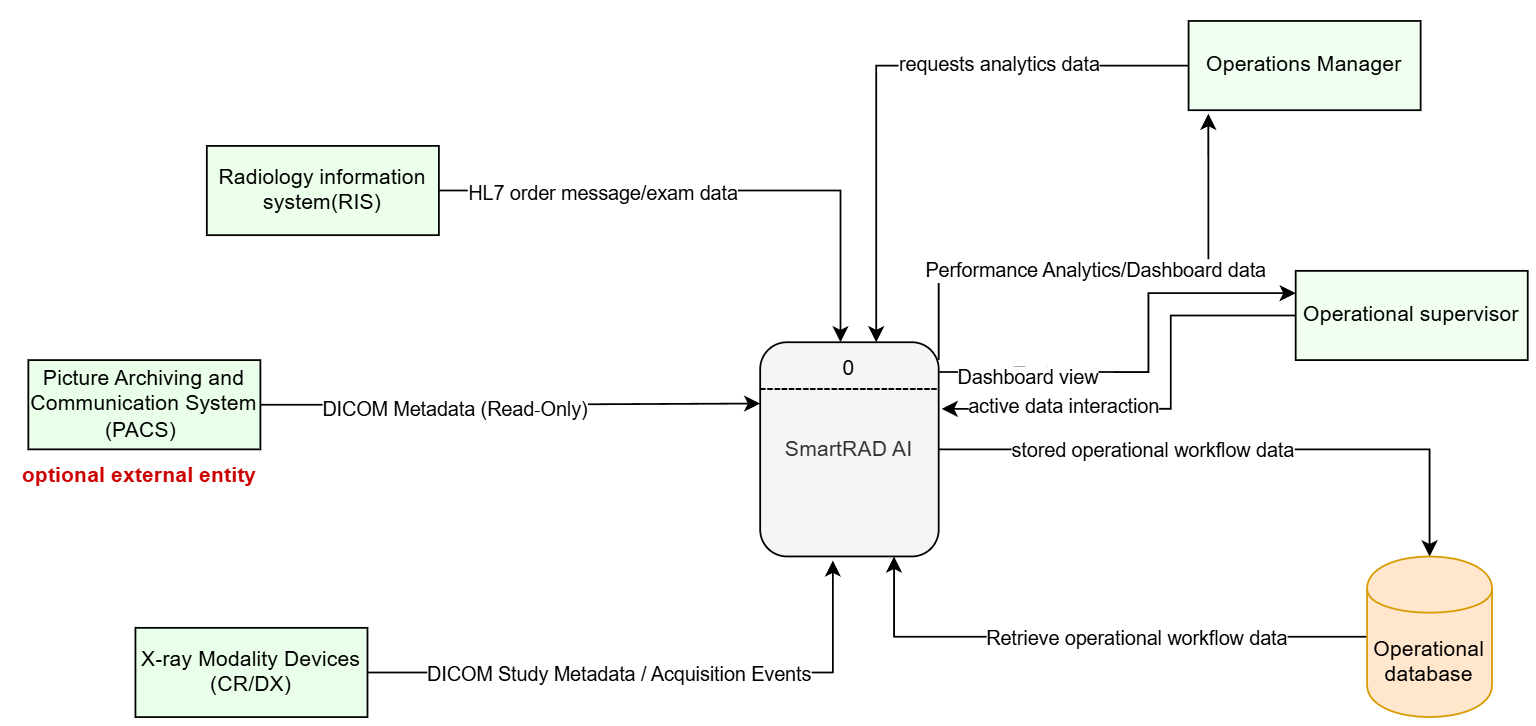 Operations Manager
requests analytics data
Radiology information
system(RIS)
HL7 order message/exam data
Performance Analytics/Dashboard data
Operational supervisor
Picture Archiving and
Communication System
(PACS)
optional external entity
DICOM Metadata (Read-Only)
0
SmartRAD AI
Dashboard view
active data interaction
stored operational workflow data
Operational
database
Retrieve operational workflow data
X-ray Modality Devices
(CR/DX)
DICOM Study Metadata / Acquisition Events